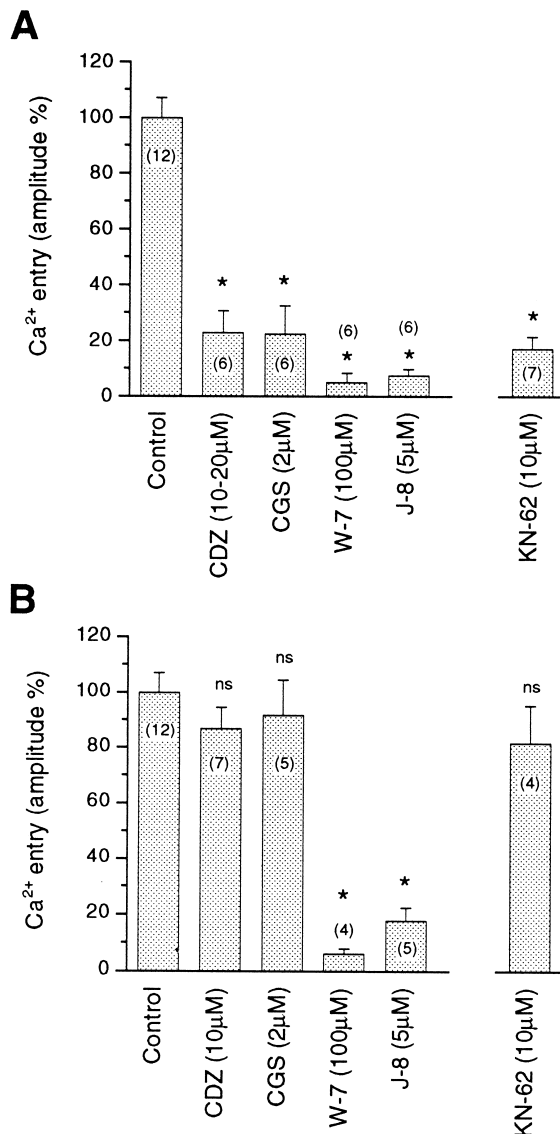 A
Ca²⁺ entry (amplitude %)
120
100
80
60
40
20
0
(12)
*
(6)
*
(6)
(6)
*
(6)
*
*
(7)
Control
CDZ (10-20µM)
CGS (2µM)
W-7 (100µM)
J-8 (5µM)
KN-62 (10µM)
B
Ca²⁺ entry (amplitude %)
120
100
80
60
40
20
0
(12)
ns
(7)
ns
(5)
*
(4)
*
(5)
ns
(4)
Control
CDZ (10µM)
CGS (2µM)
W-7 (100µM)
J-8 (5µM)
KN-62 (10µM)